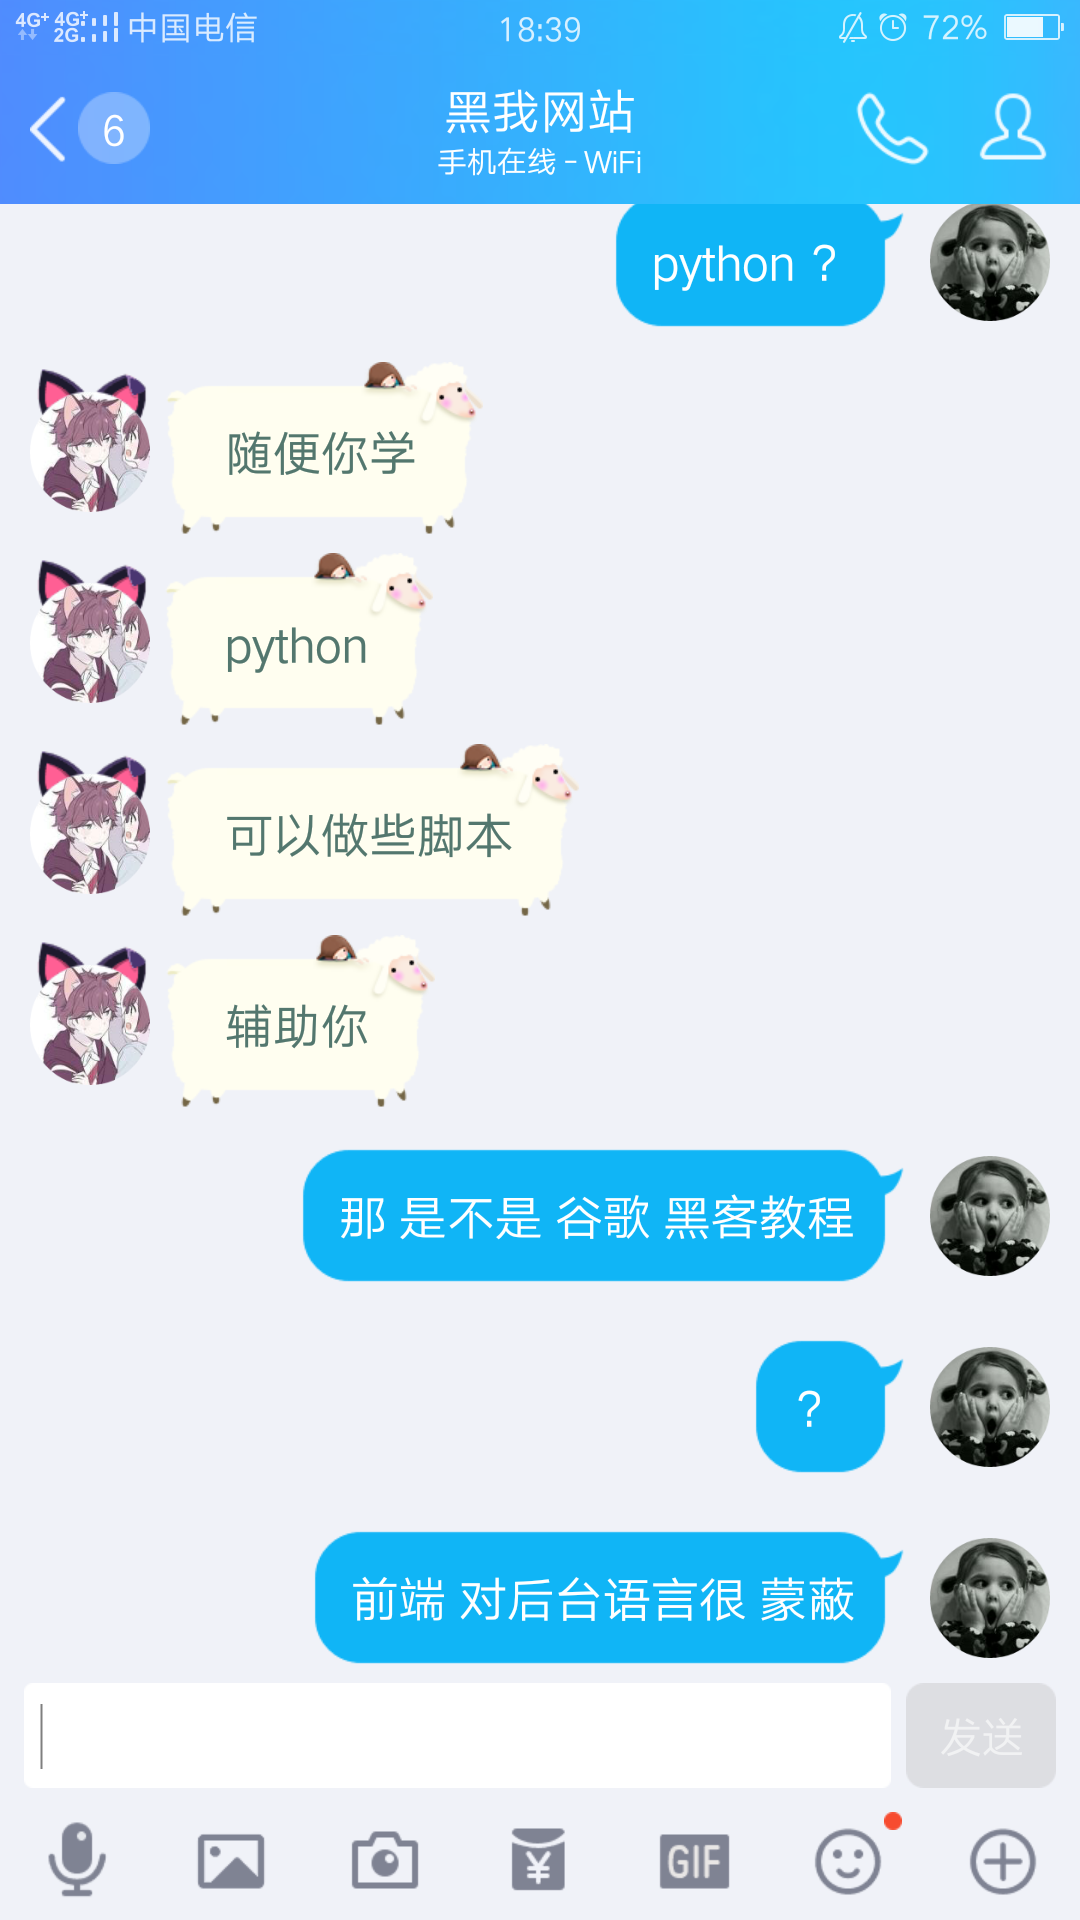 4G+ 4G+ 2G 中国电信 18:39 72%
6 黑我网站
手机在线 - WiFi
python ?
随便你学
python
可以做些脚本
辅助你
那 是不是 谷歌 黑客教程
?
前端 对后台语言很 蒙蔽
发送
¥ GIF